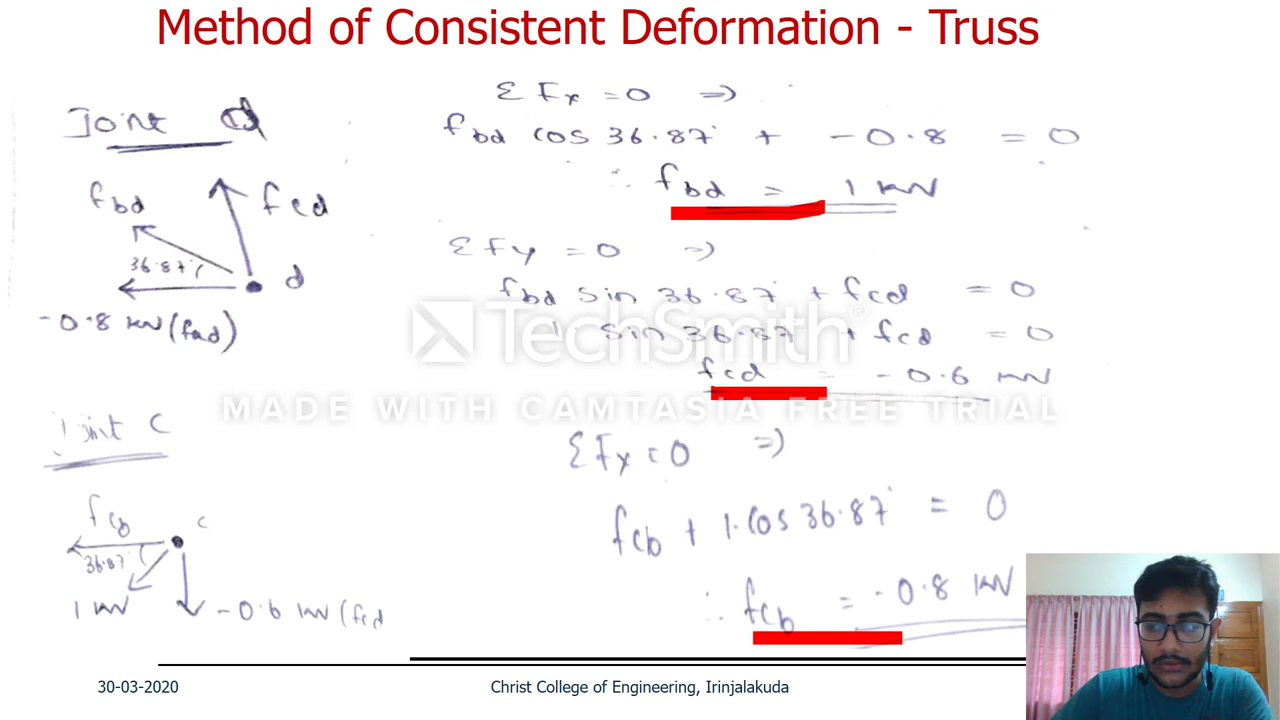 Method of Consistent Deformation - Truss
Joint d
fbd
fcd
36.87°
d
-0.8 kN (fad)
Σ Fx = 0 ⇒
fbd cos 36.87° + -0.8 = 0
∴ fbd = 1 kN
Σ Fy = 0 ⇒
fbd sin 36.87° + fcd = 0
1 sin 36.87 + fcd = 0
fcd = -0.6 kN
TechSmith®
MADE WITH CAMTASIA FREE TRIAL
Joint C
fcb
c
36.87°
1 kN
-0.6 kN (fcd
Σ Fx = 0 ⇒
fcb + 1.cos 36.87° = 0
∴ fcb = -0.8 kN
30-03-2020
Christ College of Engineering, Irinjalakuda